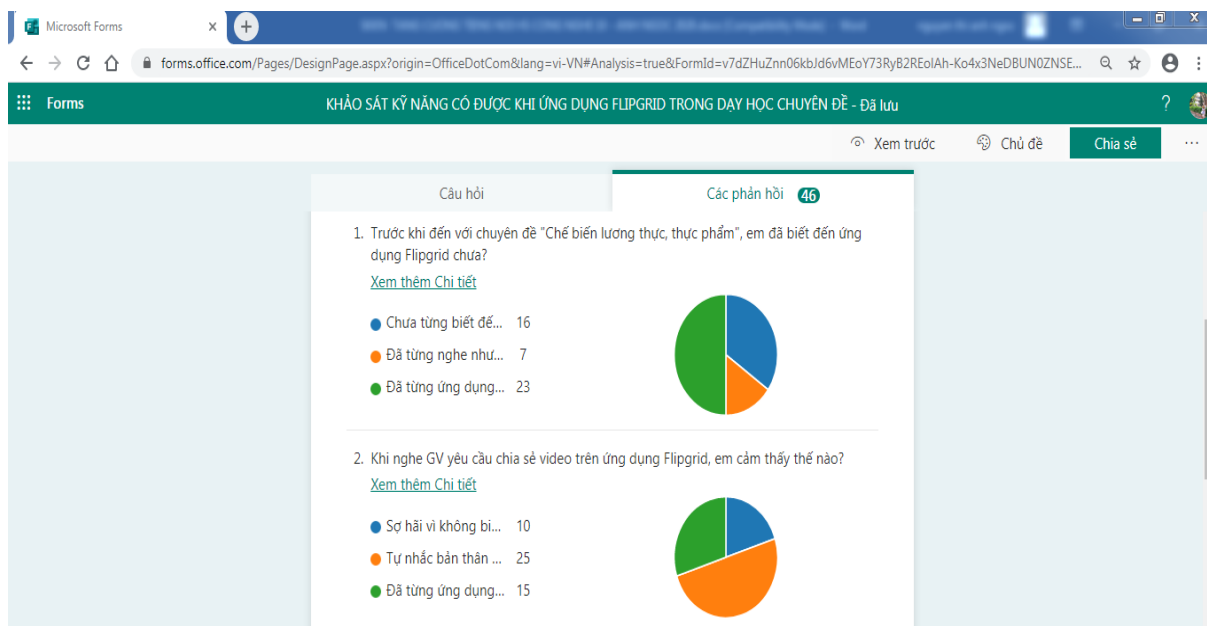 Microsoft Forms
forms.office.com/Pages/DesignPage.aspx?origin=OfficeDotCom&lang=vi-VN#Analysis=true&FormId=v7dZHuZnn06kbJd6vMEoY73RyB2REolAh-Ko4x3NeDBUN0ZNSE...
Forms
KHẢO SÁT KỸ NĂNG CÓ ĐƯỢC KHI ỨNG DỤNG FLIPGRID TRONG DẠY HỌC CHUYÊN ĐỀ - Đã lưu
?
Xem trước
Chủ đề
Chia sẻ
...
Câu hỏi
Các phản hồi 46
1. Trước khi đến với chuyên đề "Chế biến lương thực, thực phẩm", em đã biết đến ứng
dụng Flipgrid chưa?
Xem thêm Chi tiết
Chưa từng biết đế... 16
Đã từng nghe như... 7
Đã từng ứng dụng... 23
2. Khi nghe GV yêu cầu chia sẻ video trên ứng dụng Flipgrid, em cảm thấy thế nào?
Xem thêm Chi tiết
Sợ hãi vì không bi... 10
Tự nhắc bản thân ... 25
Đã từng ứng dụng... 15